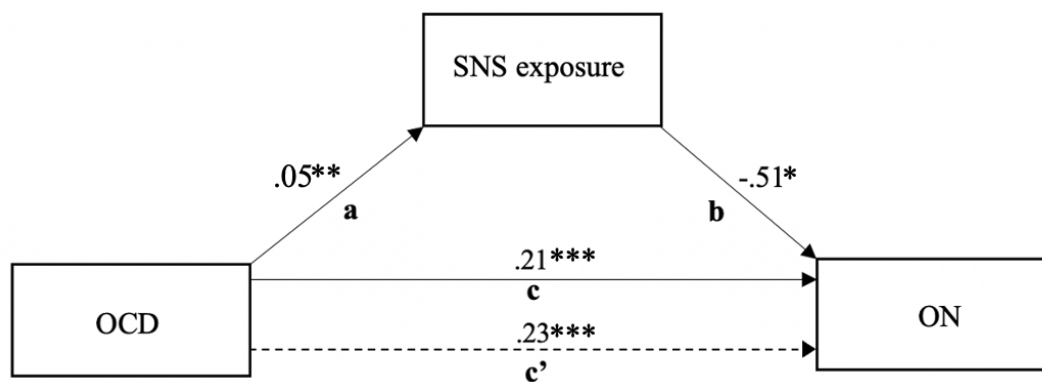 SNS exposure
.05**
-.51*
a
b
.21***
c
OCD
ON
.23***
c’